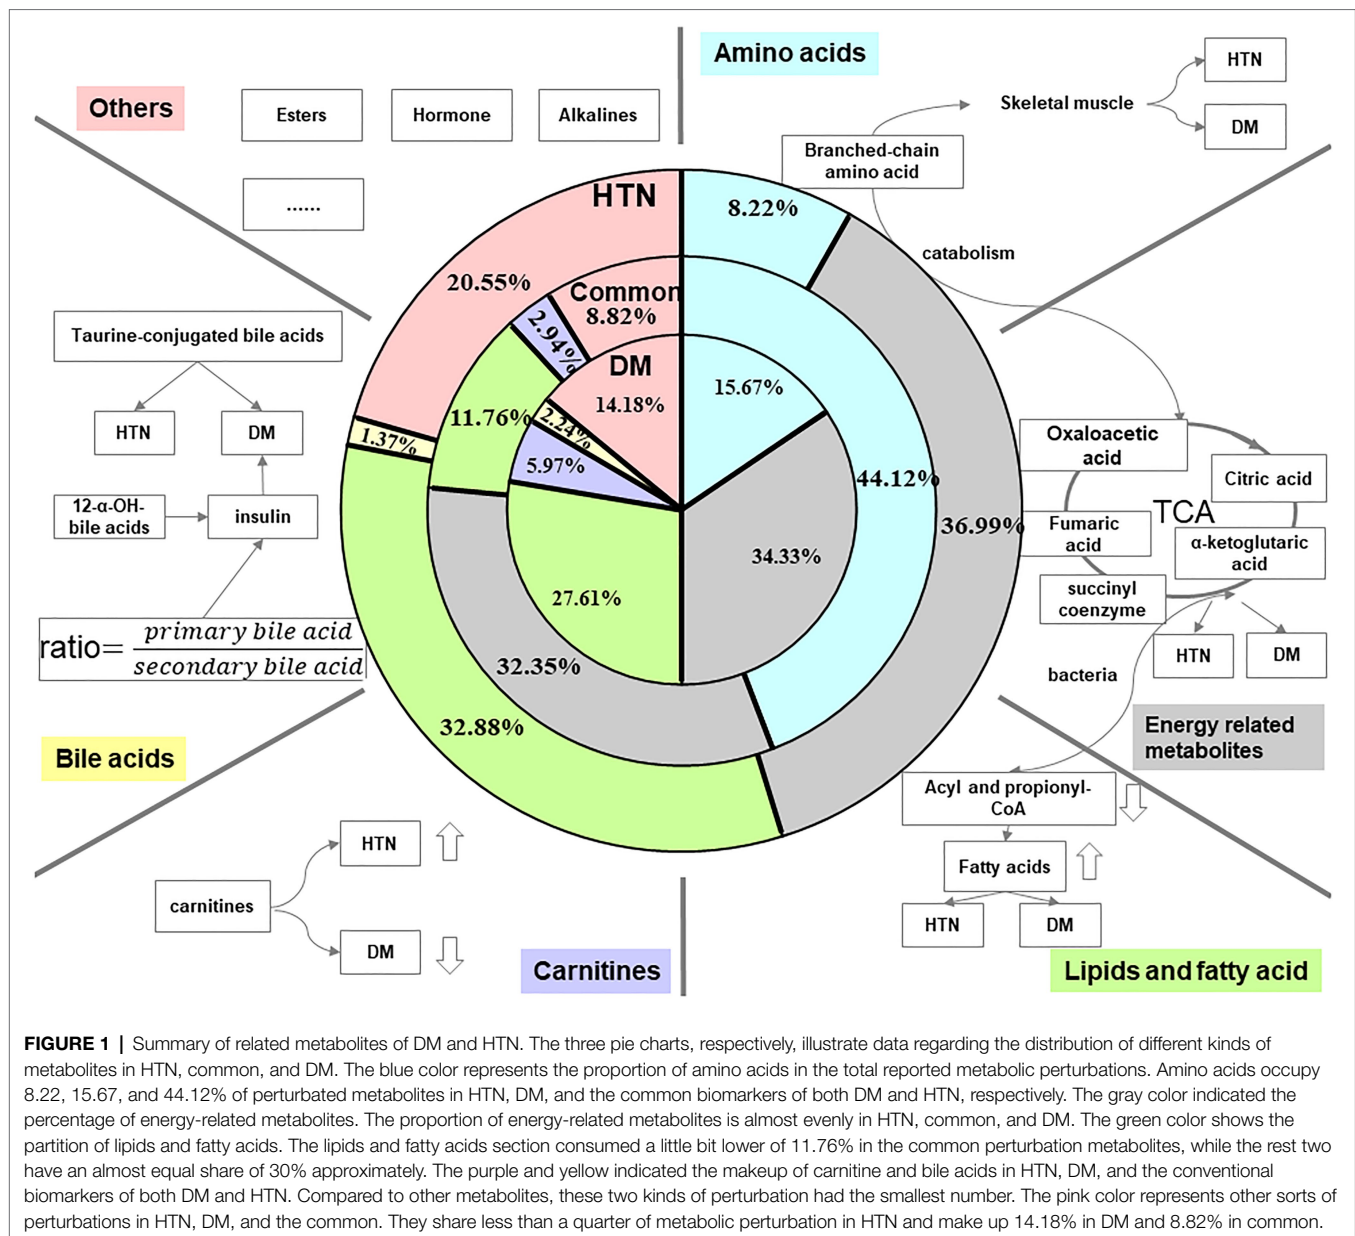 Others
Esters
Hormone
Alkalines
......
Amino acids
Skeletal muscle
HTN
DM
Branched-chain
amino acid
catabolism
HTN
8.22%
36.99%
32.88%
1.37%
20.55%
Common
8.82%
44.12%
32.35%
11.76%
2.94%
DM
14.18%
15.67%
34.33%
27.61%
5.97%
2.24%
Taurine-conjugated bile acids
HTN
DM
12-α-OH-
bile acids
insulin
ratio= primary bile acid
secondary bile acid
Bile acids
Oxaloacetic
acid
Citric acid
TCA
Fumaric
acid
α-ketoglutaric
acid
succinyl
coenzyme
HTN
DM
bacteria
Energy related
metabolites
carnitines
HTN
DM
Carnitines
Acyl and propionyl-
CoA
Fatty acids
HTN
DM
Lipids and fatty acid
FIGURE 1 | Summary of related metabolites of DM and HTN. The three pie charts, respectively, illustrate data regarding the distribution of different kinds of
metabolites in HTN, common, and DM. The blue color represents the proportion of amino acids in the total reported metabolic perturbations. Amino acids occupy
8.22, 15.67, and 44.12% of perturbated metabolites in HTN, DM, and the common biomarkers of both DM and HTN, respectively. The gray color indicated the
percentage of energy-related metabolites. The proportion of energy-related metabolites is almost evenly in HTN, common, and DM. The green color shows the
partition of lipids and fatty acids. The lipids and fatty acids section consumed a little bit lower of 11.76% in the common perturbation metabolites, while the rest two
have an almost equal share of 30% approximately. The purple and yellow indicated the makeup of carnitine and bile acids in HTN, DM, and the conventional
biomarkers of both DM and HTN. Compared to other metabolites, these two kinds of perturbation had the smallest number. The pink color represents other sorts of
perturbations in HTN, DM, and the common. They share less than a quarter of metabolic perturbation in HTN and make up 14.18% in DM and 8.82% in common.